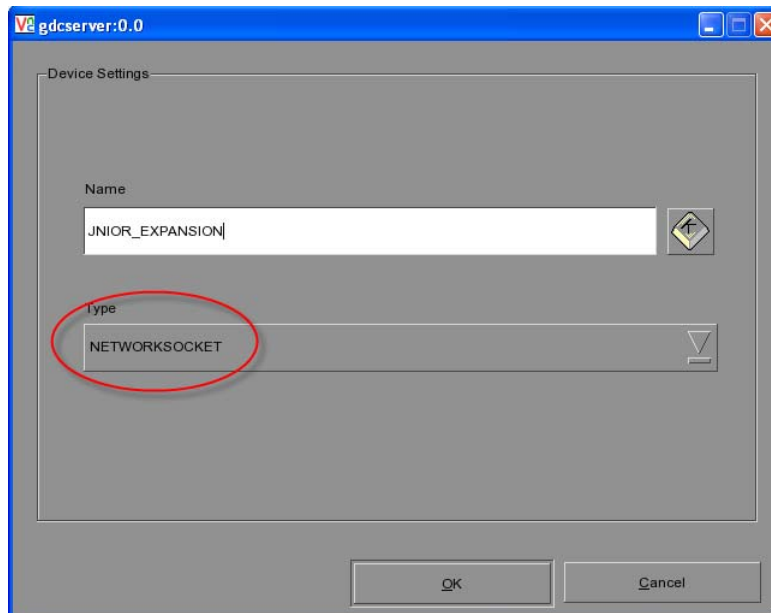 gdcserver:0.0
Device Settings
Name
JNIOR_EXPANSION
Type
NETWORKSOCKET
OK
Cancel